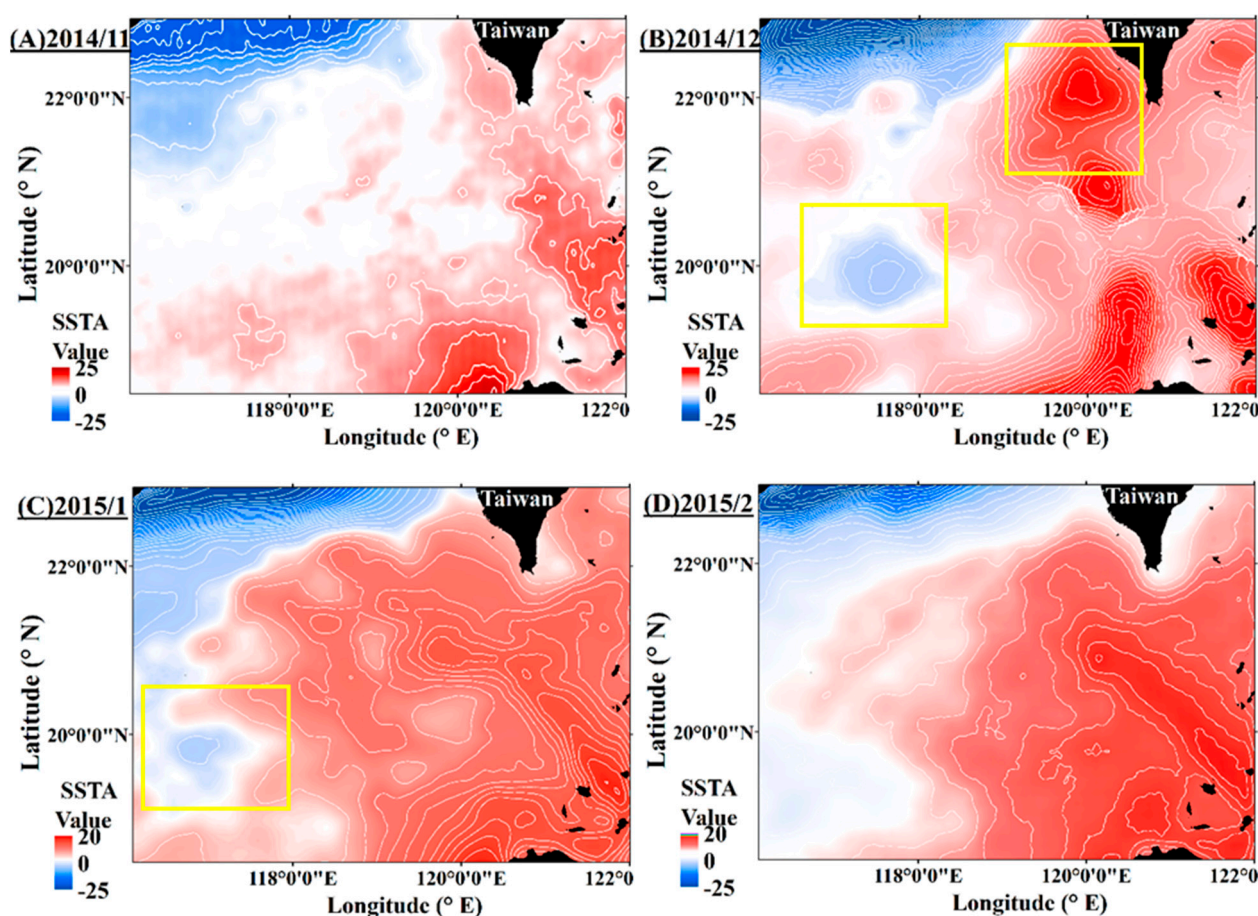 (A)2014/11
Taiwan
22°0'0"N
20°0'0"N
Latitude (° N)
SSTA
Value
25
0
-25
118°0'0"E
120°0'0"E
122°0
Longitude (° E)
(B)2014/12
Taiwan
22°0'0"N
20°0'0"N
Latitude (° N)
SSTA
Value
25
0
-25
118°0'0"E
120°0'0"E
122°0
Longitude (° E)
(C)2015/1
Taiwan
22°0'0"N
20°0'0"N
Latitude (° N)
SSTA
Value
20
0
-25
118°0'0"E
120°0'0"E
122°0
Longitude (° E)
(D)2015/2
Taiwan
22°0'0"N
20°0'0"N
Latitude (° N)
SSTA
Value
20
0
-25
118°0'0"E
120°0'0"E
122°0
Longitude (° E)